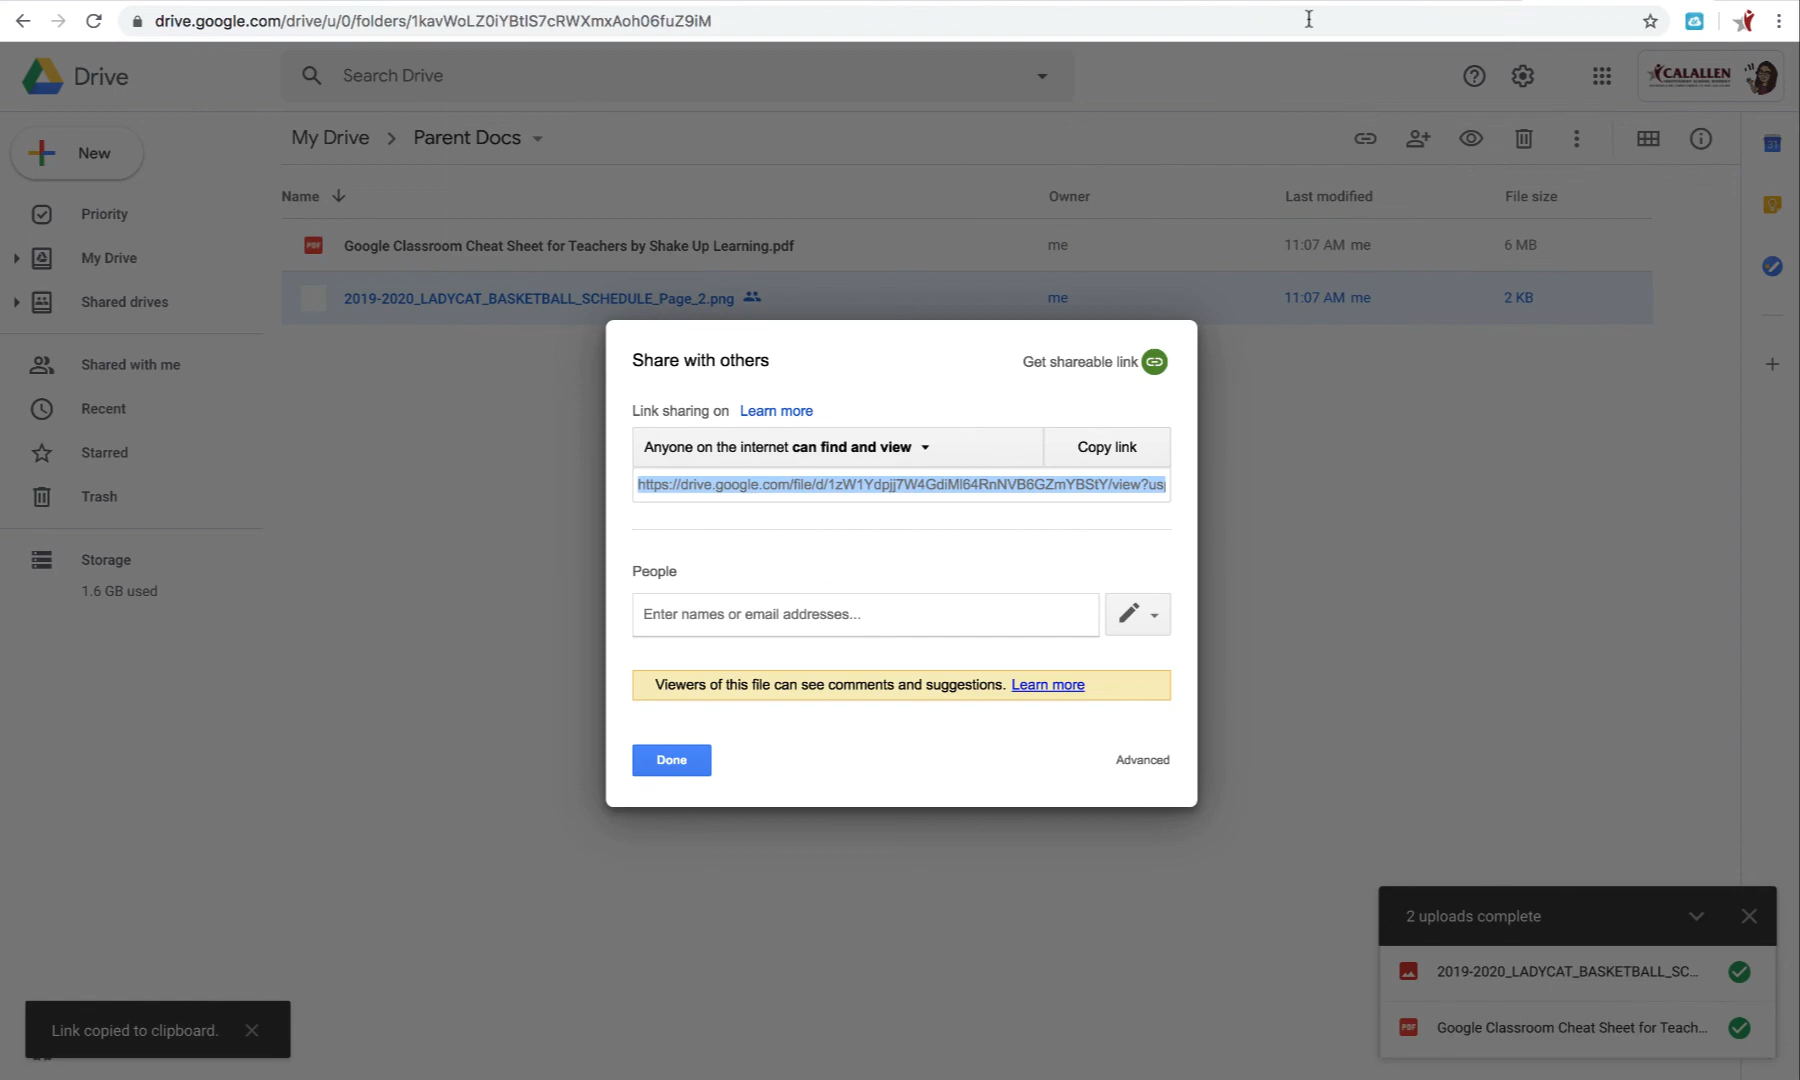 drive.google.com/drive/u/0/folders/1kavWoLZ0iYBtlS7cRWXmxAoh06fuZ9iM
Drive
Search Drive
CALALLEN
New
My Drive > Parent Docs
Name
Owner
Last modified
File size
Priority
PDF
Google Classroom Cheat Sheet for Teachers by Shake Up Learning.pdf
me
11:07 AM me
6 MB
My Drive
2019-2020_LADYCAT_BASKETBALL_SCHEDULE_Page_2.png
me
11:07 AM me
2 KB
Shared drives
Shared with me
Recent
Starred
Trash
Storage
1.6 GB used
31
Share with others
Get shareable link
Link sharing on Learn more
Anyone on the internet can find and view
Copy link
https://drive.google.com/file/d/1zW1Ydpjj7W4GdiMl64RnNVB6GZmYBStY/view?us
People
Enter names or email addresses...
Viewers of this file can see comments and suggestions. Learn more
Done
Advanced
2 uploads complete
2019-2020_LADYCAT_BASKETBALL_SC...
PDF
Google Classroom Cheat Sheet for Teach...
Link copied to clipboard.